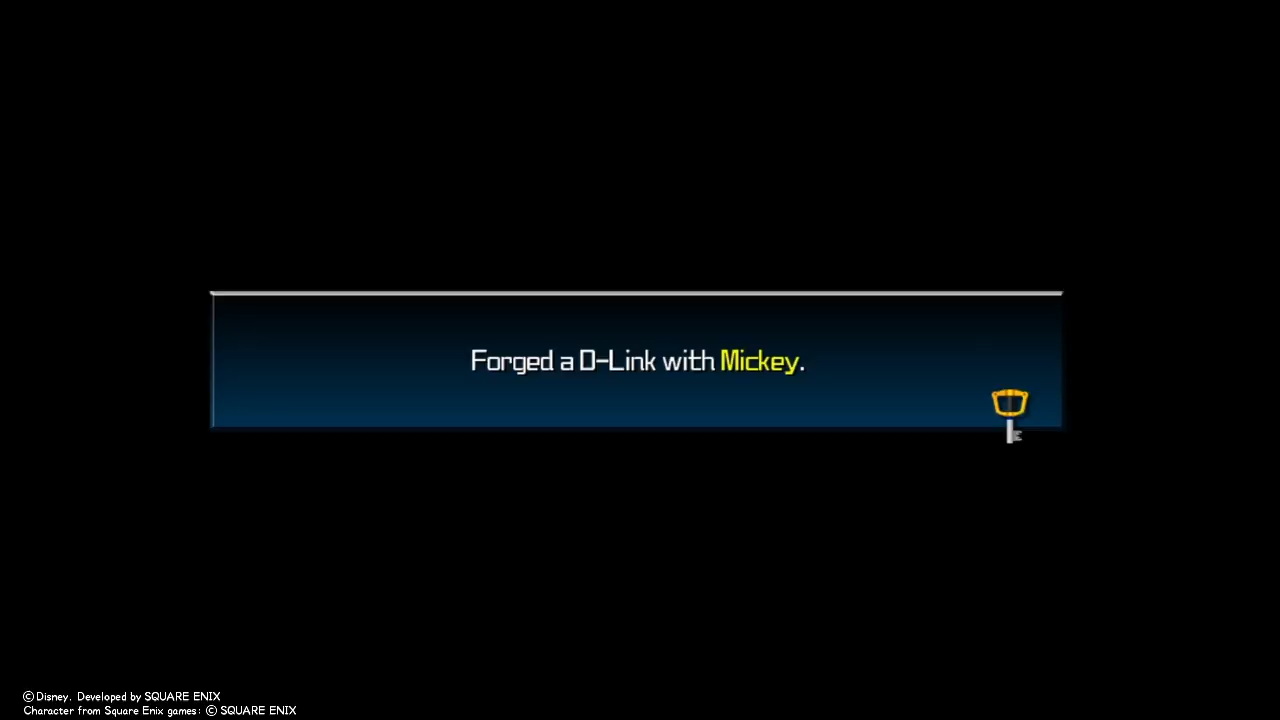 Forged a D-Link with Mickey.
©Disney. Developed by SQUARE ENIX
Character from Square Enix games: © SQUARE ENIX